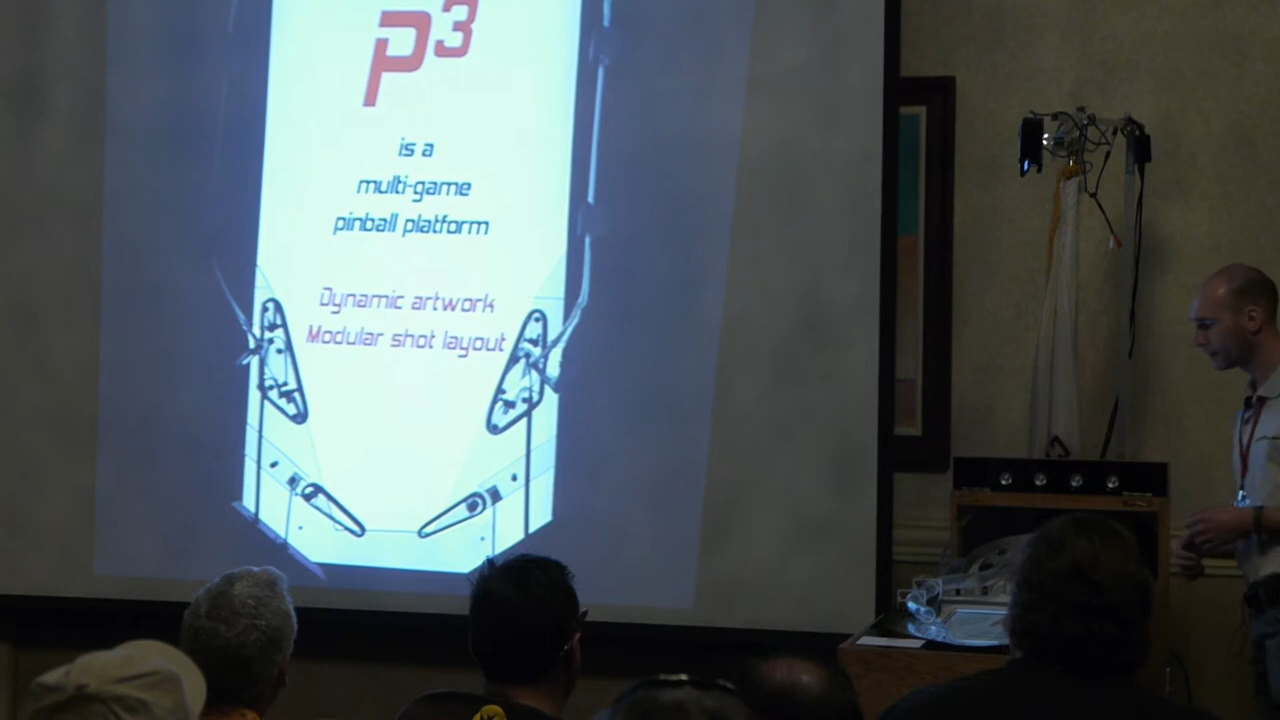 P³
is a
multi-game
pinball platform
Dynamic artwork
Modular shot layout